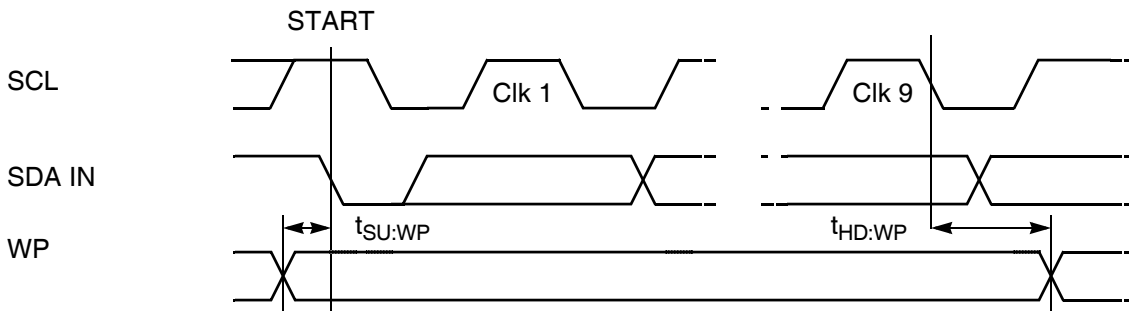 START
SCL
Clk 1
Clk 9
SDA IN
tSU:WP
tHD:WP
WP